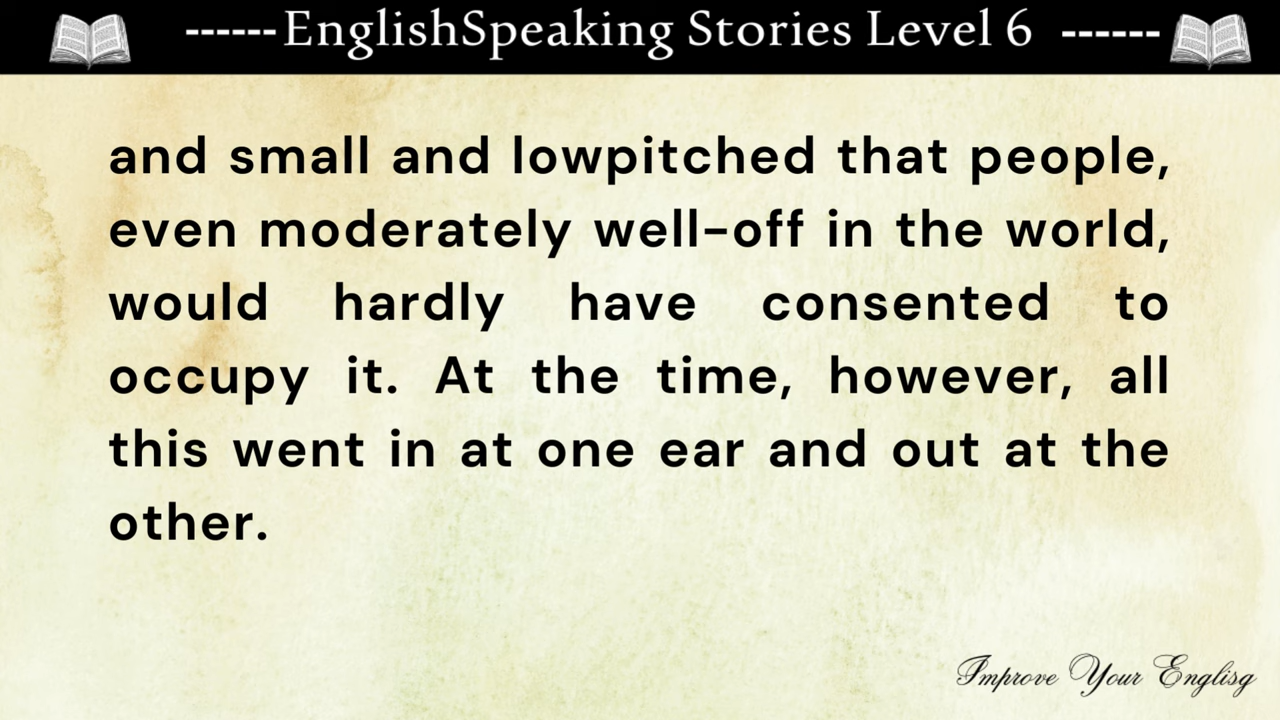 ------EnglishSpeaking Stories Level 6 ------
and small and lowpitched that people,
even moderately well-off in the world,
would hardly have consented to
occupy it. At the time, however, all
this went in at one ear and out at the
other.
Improve Your Englisg